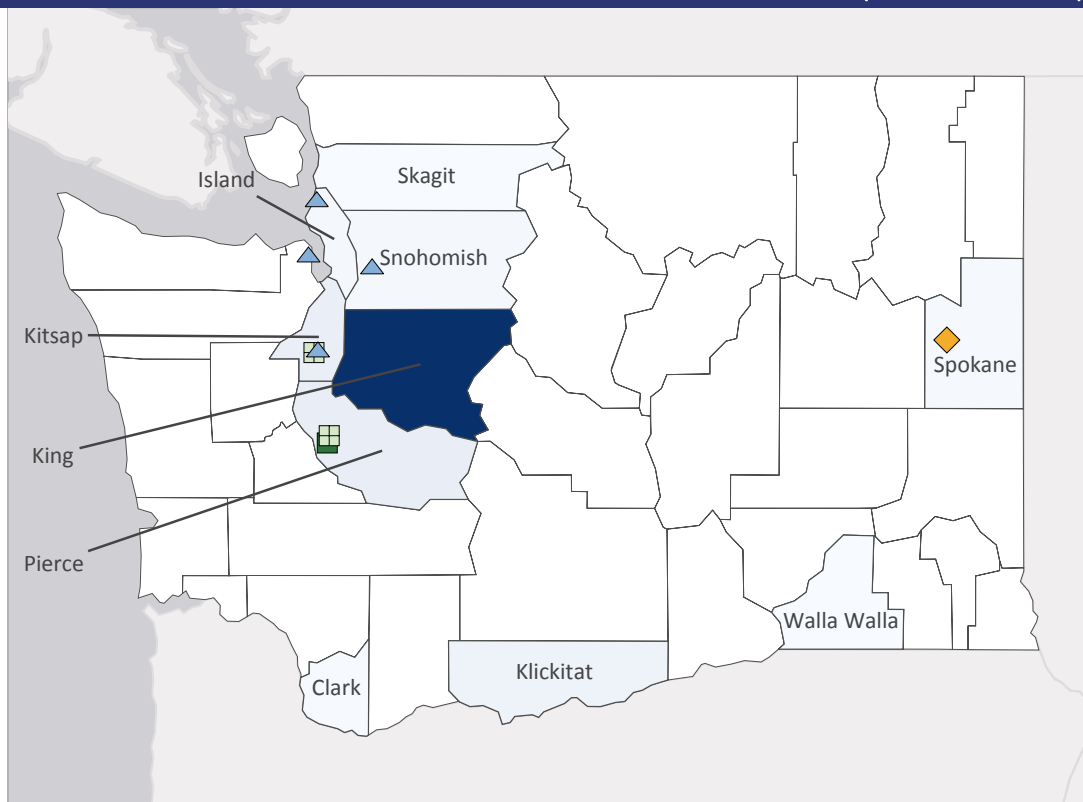 Skagit
Island
Snohomish
Kitsap
Spokane
King
Pierce
Walla Walla
Klickitat
Clark